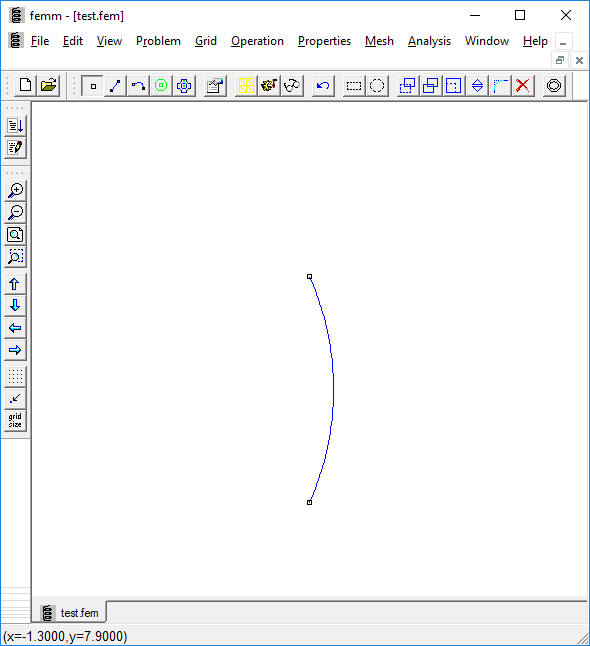 femm - [test.fem]
File Edit View Problem Grid Operation Properties Mesh Analysis Window Help
grid
size
test.fem
(x=-1.3000,y=7.9000)